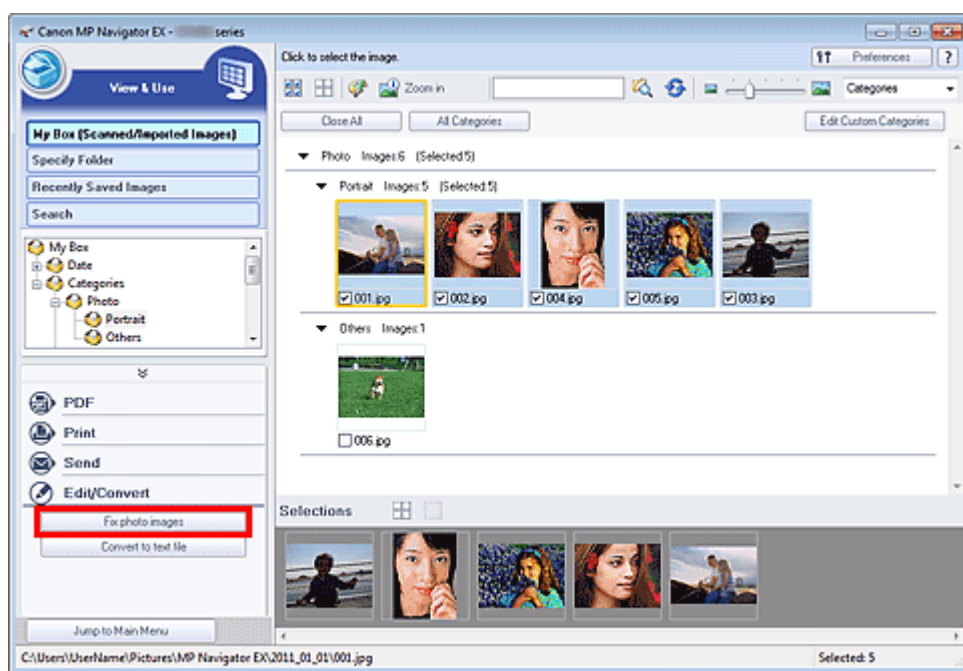 Canon MP Navigator EX - series
View & Use
My Box (Scanned/Imported Images)
Specify Folder
Recently Saved Images
Search
My Box
Date
Categories
Photo
Portrait
Others
PDF
Print
Send
Edit/Convert
Fix photo images
Convert to text file
Jump to Main Menu
Click to select the image.
Preferences
?
Zoom in
Categories
Close All
All Categories
Edit Custom Categories
Photo Images:6 (Selected:5)
Portrait Images:5 (Selected:5)
001.jpg 002.jpg 004.jpg 005.jpg 003.jpg
Others Images:1
006.jpg
Selections
C:\Users\UserName\Pictures\MP Navigator EX\2011_01_01\001.jpg
Selected: 5